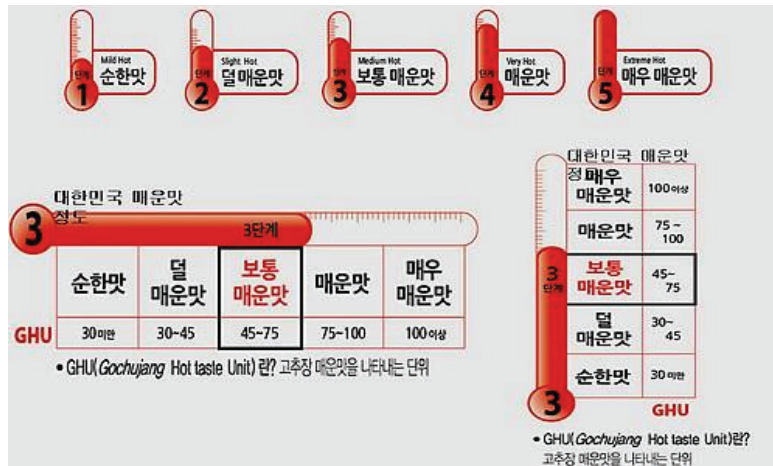 Mild Hot
단계
1 순한맛
Slight Hot
단계
2 덜 매운맛
Medium Hot
단계
3 보통 매운맛
Very Hot
단계
4 매운맛
Extreme Hot
단계
5 매우 매운맛
대한민국 매운맛
정도
3 3단계
순한맛 덜 매운맛 보통 매운맛 매운맛 매우 매운맛
GHU 30미만 30~45 45~75 75~100 100이상
• GHU(Gochujang Hot taste Unit) 란? 고추장 매운맛을 나타내는 단위
대한민국 매운맛
정
매우 매운맛 100이상
매운맛 75~100
3단계 보통 매운맛 45~75
덜 매운맛 30~45
순한맛 30미만
3 GHU
• GHU(Gochujang Hot taste Unit)란?
고추장 매운맛을 나타내는 단위